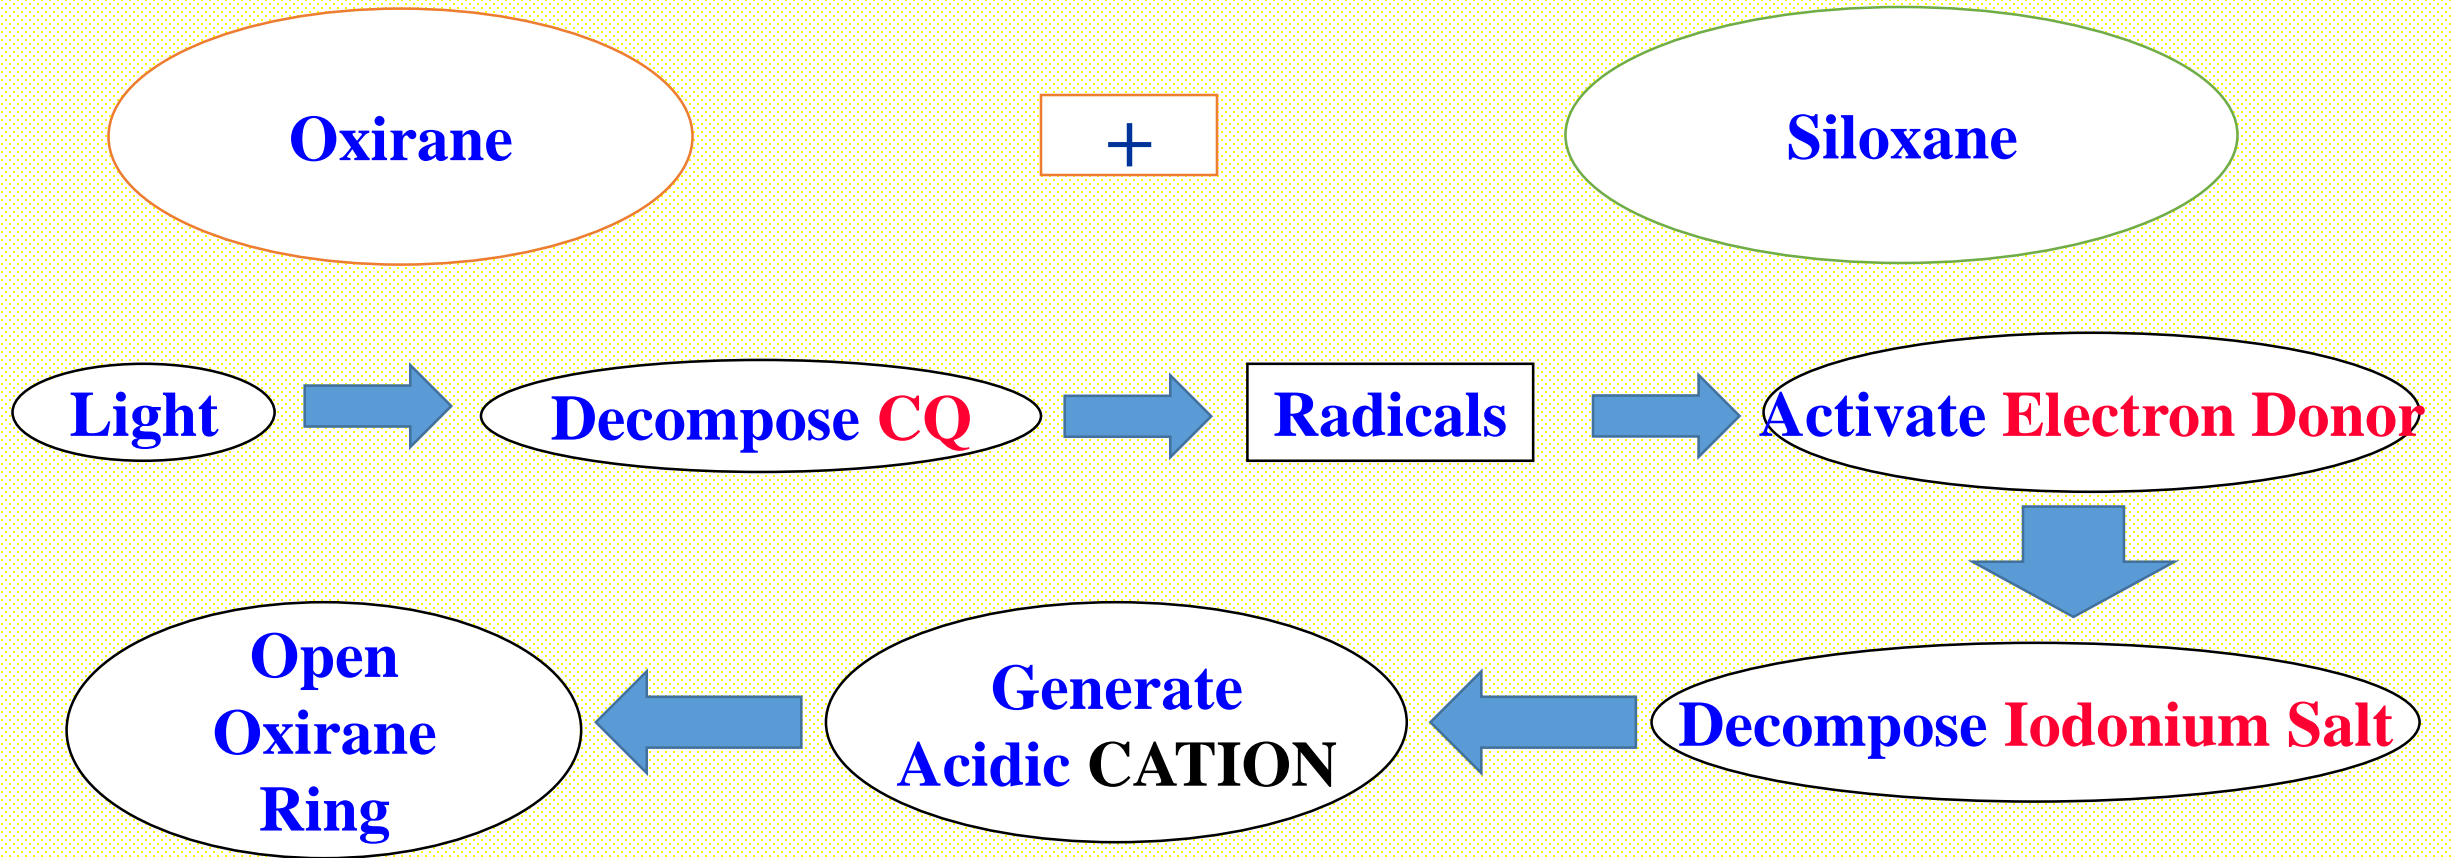 Oxirane
+
Siloxane
Light
Decompose CQ
Radicals
Activate Electron Donor
Decompose Iodonium Salt
Generate
Acidic CATION
Open
Oxirane
Ring